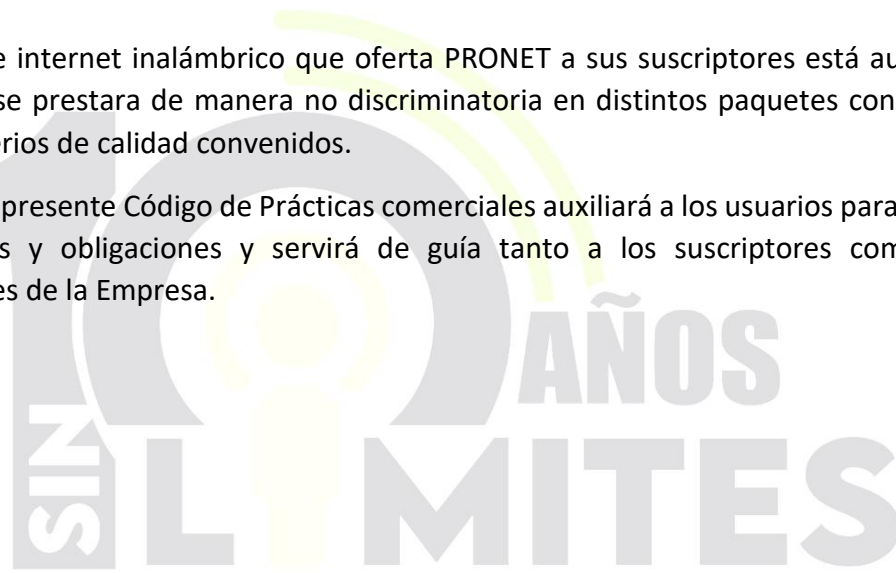 e internet inalámbrico que oferta PRONET a sus suscriptores está au
se prestara de manera no discriminatoria en distintos paquetes con
erios de calidad convenidos.
presente Código de Prácticas comerciales auxiliará a los usuarios para
s y obligaciones y servirá de guía tanto a los suscriptores com
es de la Empresa.
10 AÑOS
SIN LÍMITES